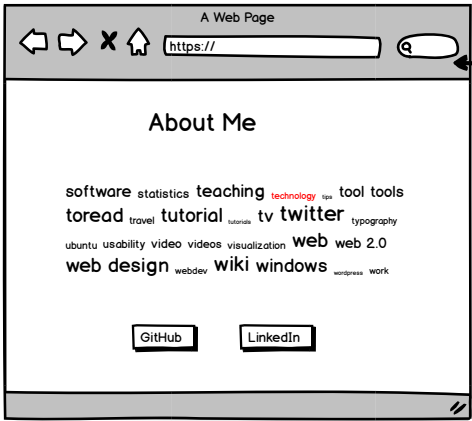 A Web Page
https://
About Me
software statistics teaching technology tips tool tools
toread travel tutorial tutorials tv twitter typography
ubuntu usability video videos visualization web web 2.0
web design webdev wiki windows wordpress work
GitHub LinkedIn